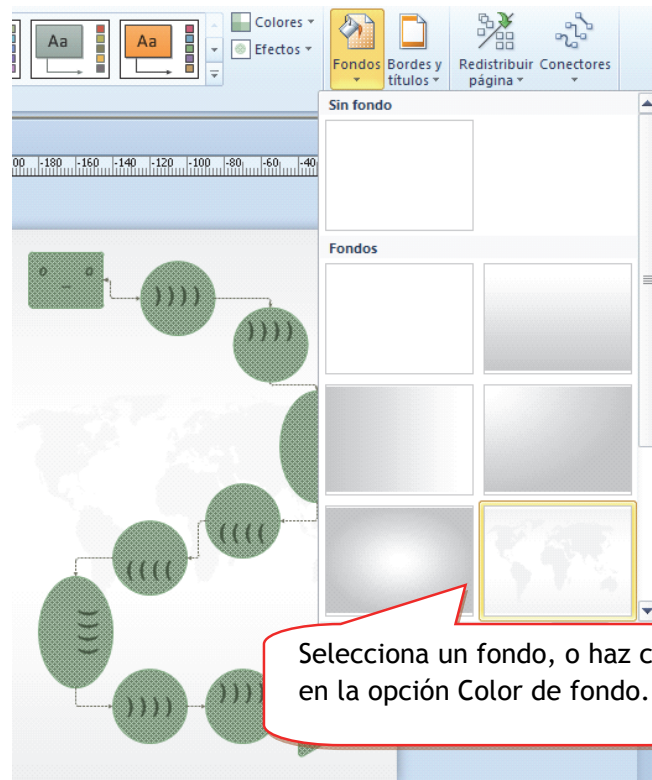 Aa
Aa
Colores
Efectos
Fondos
Bordes y
títulos
Redistribuir
página
Conectores
Sin fondo
00 -180 -160 -140 -120 -100 -80 -60 -40
Fondos
o o
_
))))
))))
((((
((((
))))
))))
))))
Selecciona un fondo, o haz c
en la opción Color de fondo.